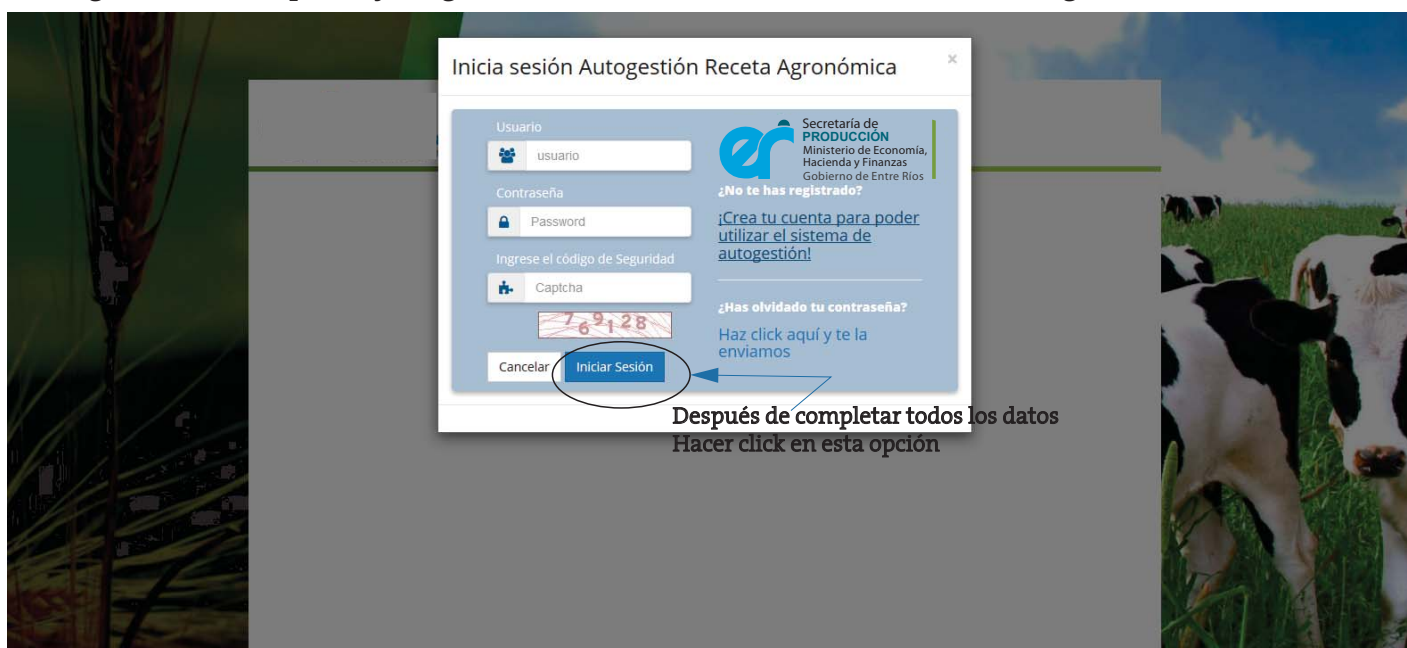 Inicia sesión Autogestión Receta Agronómica
×
Usuario
usuario
Contraseña
Password
Ingrese el código de Seguridad
Captcha
769128
Cancelar
Iniciar Sesión
er
Secretaría de
PRODUCCIÓN
Ministerio de Economía,
Hacienda y Finanzas
Gobierno de Entre Ríos
¿No te has registrado?
¡Crea tu cuenta para poder
utilizar el sistema de
autogestión!
¿Has olvidado tu contraseña?
Haz click aquí y te la
enviamos
Después de completar todos los datos
Hacer click en esta opción